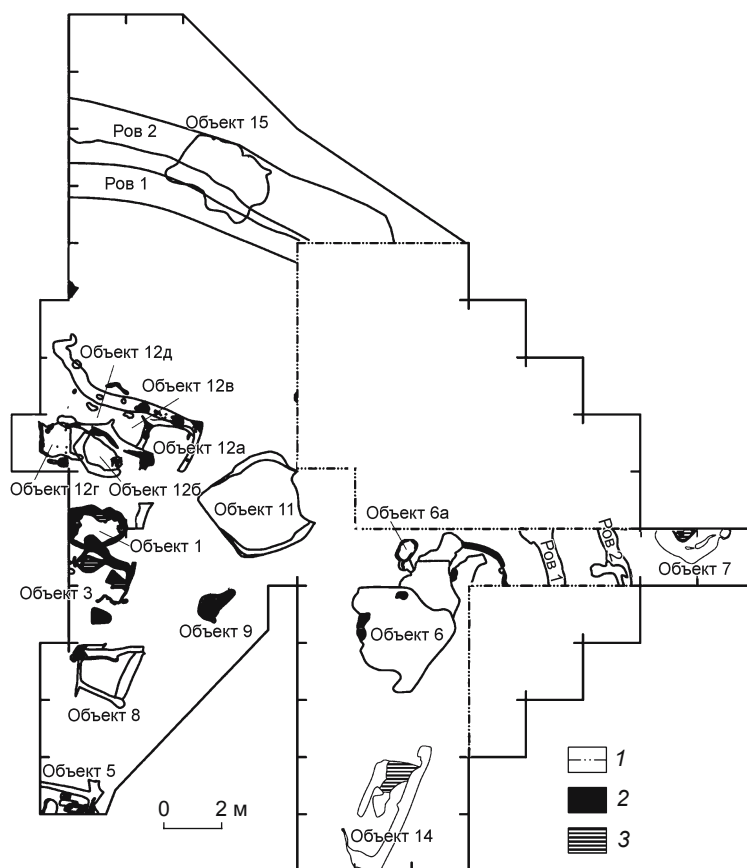 Объект 15
Ров 2
Ров 1
Объект 12д
Объект 12в
Объект 12а
Объект 12г
Объект 12б
Объект 11
Объект 6а
Объект 1
Ров 1
Ров 2
Объект 7
Объект 3
Объект 9
Объект 6
Объект 8
Объект 5
0 2 м
Объект 14
1
2
3